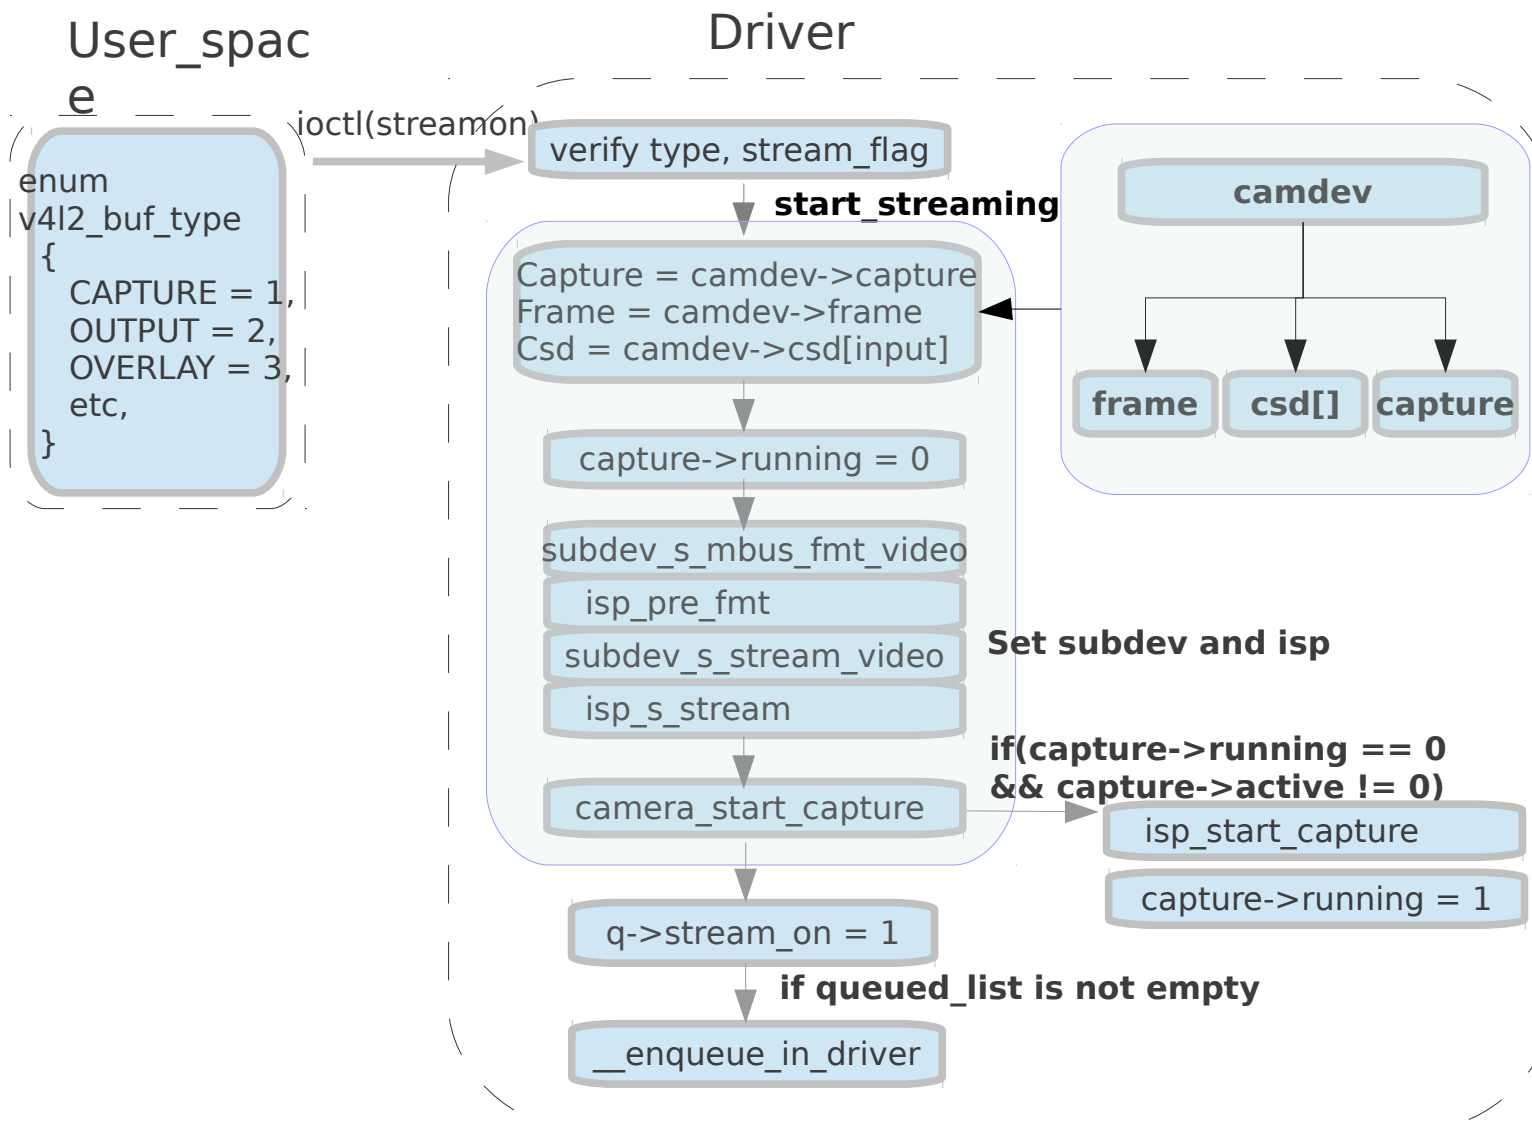 User_spac
e
Driver
ioctl(streamon)
enum
v4l2_buf_type
{
CAPTURE = 1,
OUTPUT = 2,
OVERLAY = 3,
etc,
}
verify type, stream_flag
start_streaming
Capture = camdev->capture
Frame = camdev->frame
Csd = camdev->csd[input]
camdev
frame
csd[]
capture
capture->running = 0
subdev_s_mbus_fmt_video
isp_pre_fmt
subdev_s_stream_video
isp_s_stream
Set subdev and isp
camera_start_capture
if(capture->running == 0
&& capture->active != 0)
isp_start_capture
capture->running = 1
q->stream_on = 1
if queued_list is not empty
__enqueue_in_driver